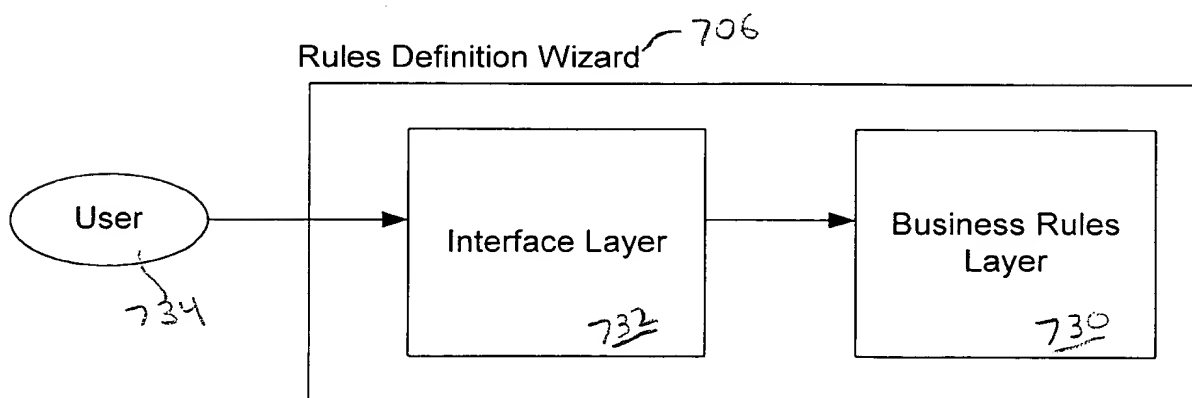 Rules Definition Wizard 706
User
734
Interface Layer
732
Business Rules
Layer
730